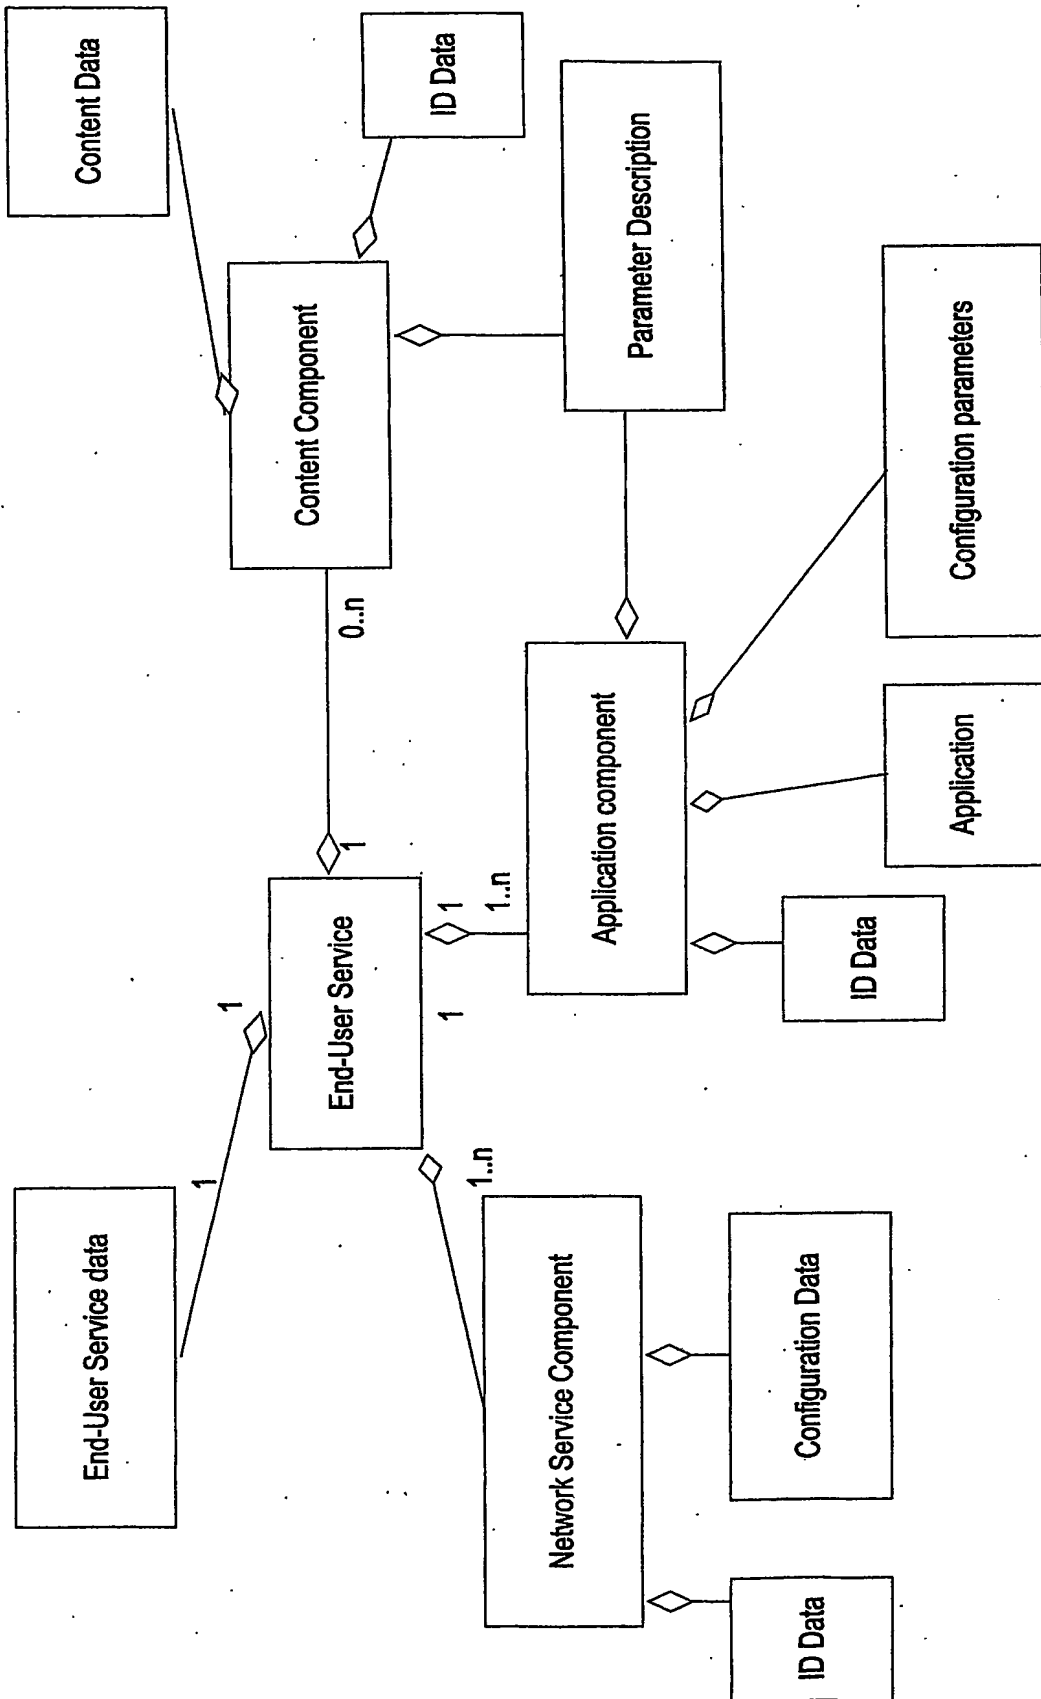 End-User Service data
Content Data
1
1
End-User Service
1
0..n
Content Component
ID Data
1
1..n
1
1..n
Network Service Component
Application component
Parameter Description
ID Data
Configuration Data
ID Data
Application
Configuration parameters